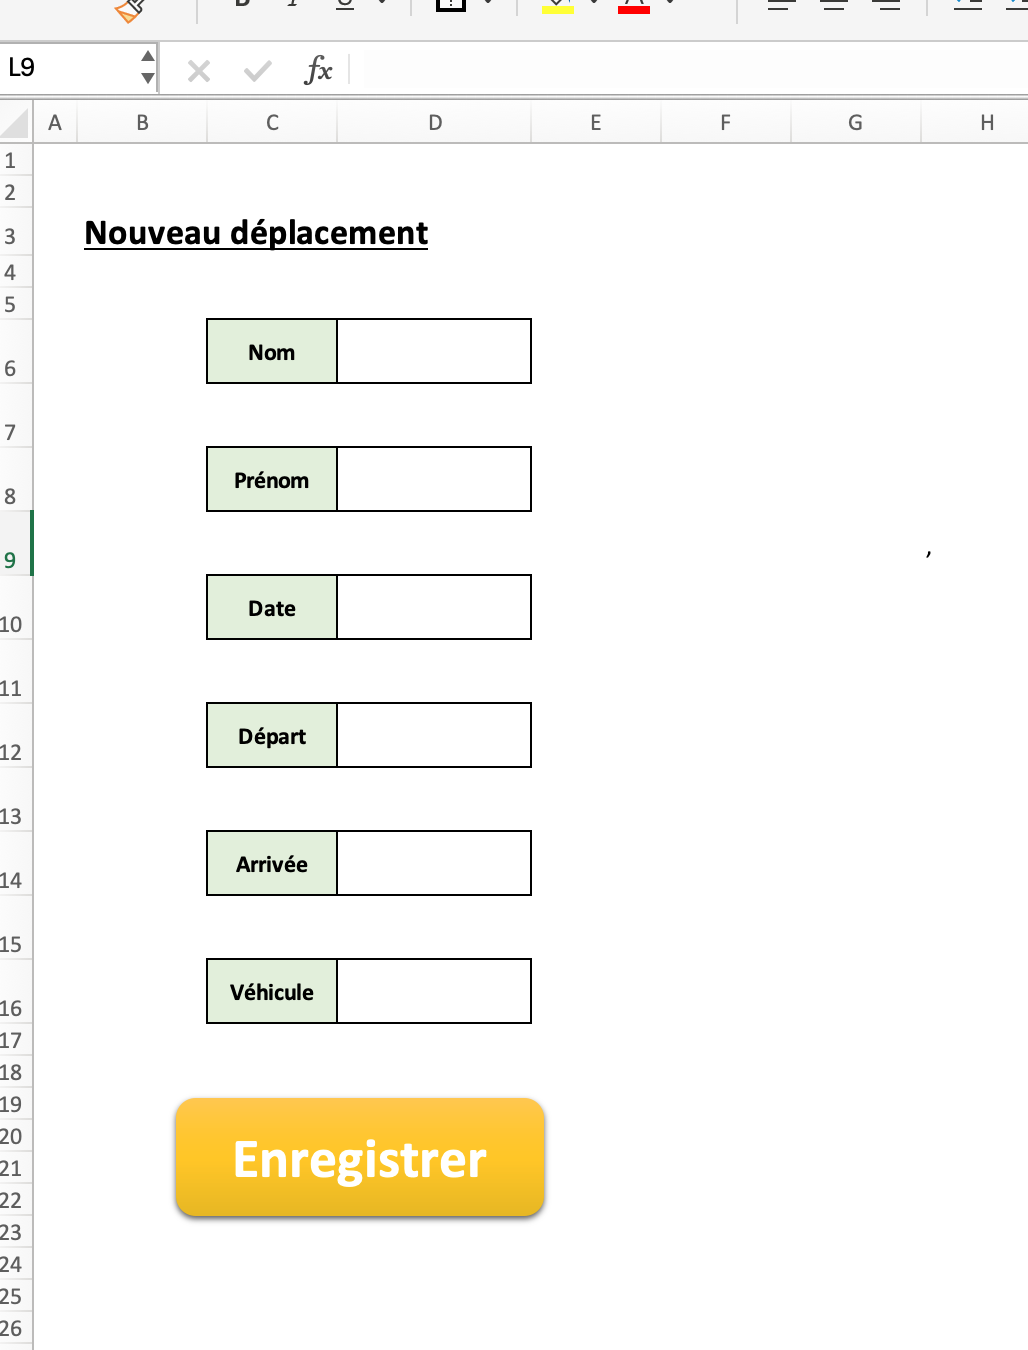 L9
fx
A B C D E F G H
1
2
3 Nouveau déplacement
4
5
6 Nom
7
8 Prénom
9 ,
10 Date
11
12 Départ
13
14 Arrivée
15
16 Véhicule
17
18
19
20 Enregistrer
21
22
23
24
25
26